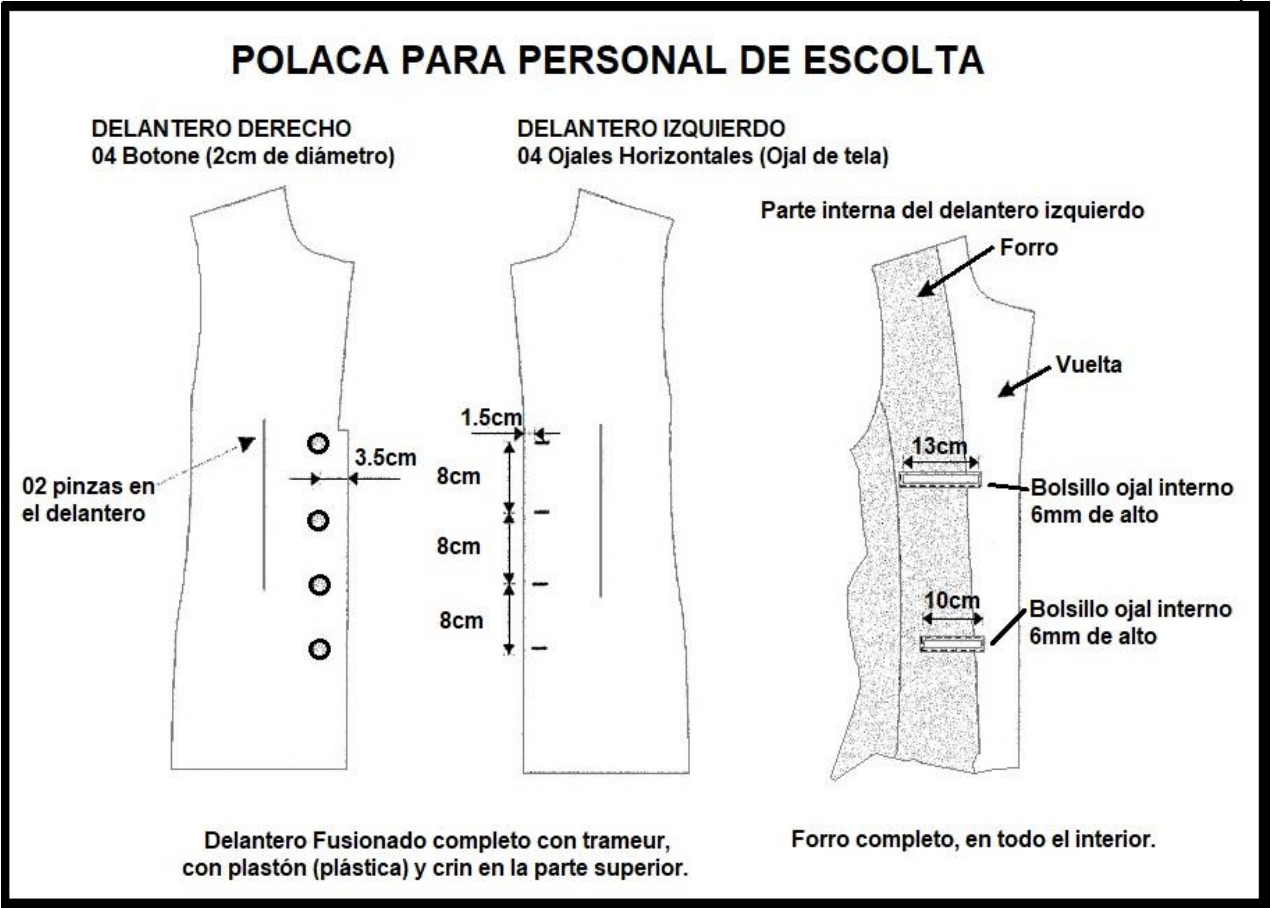 POLACA PARA PERSONAL DE ESCOLTA
DELANTERO DERECHO
04 Botone (2cm de diámetro)
DELANTERO IZQUIERDO
04 Ojales Horizontales (Ojal de tela)
Parte interna del delantero izquierdo
Forro
Vuelta
1.5cm
3.5cm
8cm
8cm
8cm
02 pinzas en
el delantero
13cm
Bolsillo ojal interno
6mm de alto
10cm
Bolsillo ojal interno
6mm de alto
Delantero Fusionado completo con trameur,
con plastón (plástica) y crin en la parte superior.
Forro completo, en todo el interior.